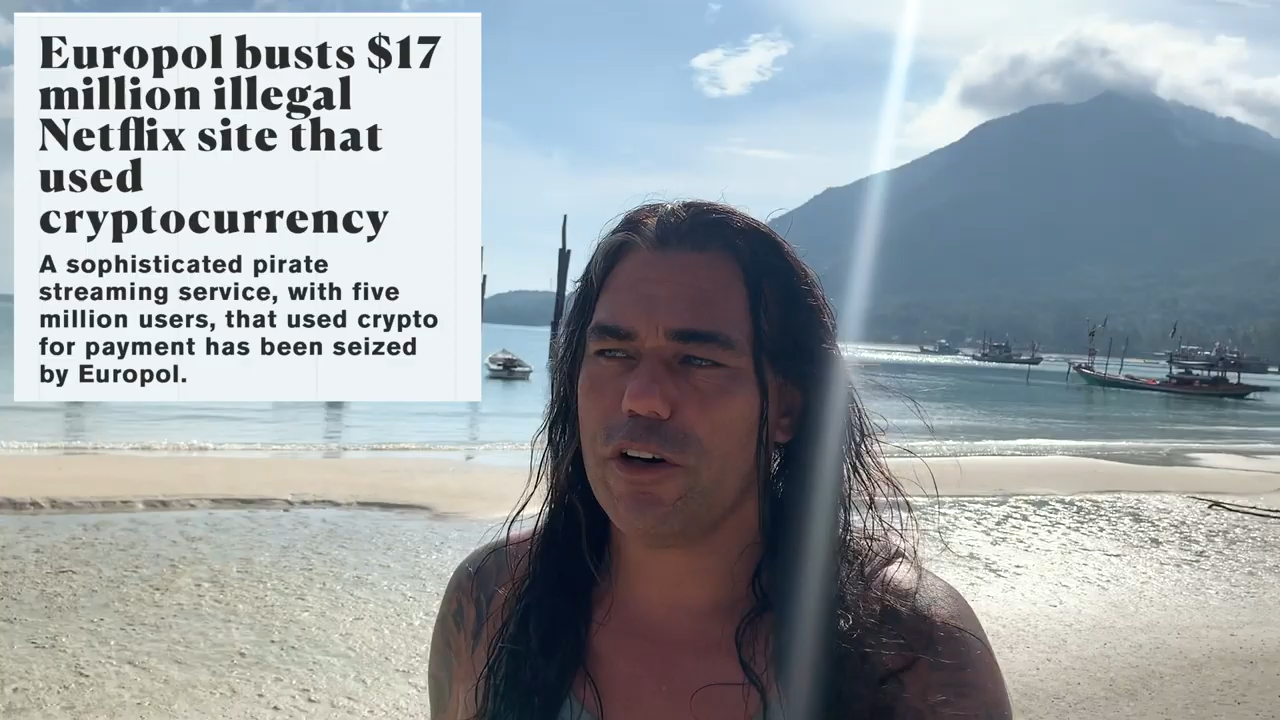 Europol busts $17
million illegal
Netflix site that
used
cryptocurrency
A sophisticated pirate
streaming service, with five
million users, that used crypto
for payment has been seized
by Europol.